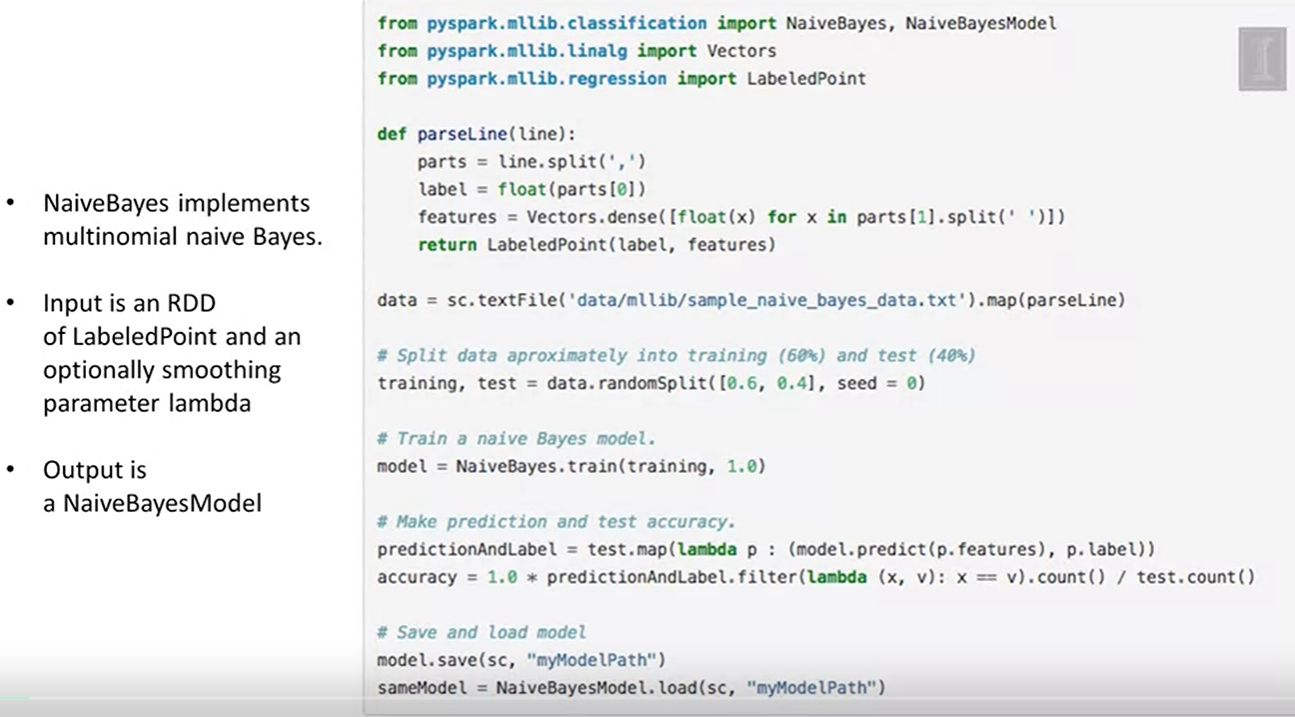 • NaiveBayes implements
multinomial naive Bayes.
• Input is an RDD
of LabeledPoint and an
optionally smoothing
parameter lambda
• Output is
a NaiveBayesModel
from pyspark.mllib.classification import NaiveBayes, NaiveBayesModel
from pyspark.mllib.linalg import Vectors
from pyspark.mllib.regression import LabeledPoint
def parseLine(line):
    parts = line.split(',')
    label = float(parts[0])
    features = Vectors.dense([float(x) for x in parts[1].split(' ')])
    return LabeledPoint(label, features)
data = sc.textFile('data/mllib/sample_naive_bayes_data.txt').map(parseLine)
# Split data aproximately into training (60%) and test (40%)
training, test = data.randomSplit([0.6, 0.4], seed = 0)
# Train a naive Bayes model.
model = NaiveBayes.train(training, 1.0)
# Make prediction and test accuracy.
predictionAndLabel = test.map(lambda p : (model.predict(p.features), p.label))
accuracy = 1.0 * predictionAndLabel.filter(lambda (x, v): x == v).count() / test.count()
# Save and load model
model.save(sc, "myModelPath")
sameModel = NaiveBayesModel.load(sc, "myModelPath")
I